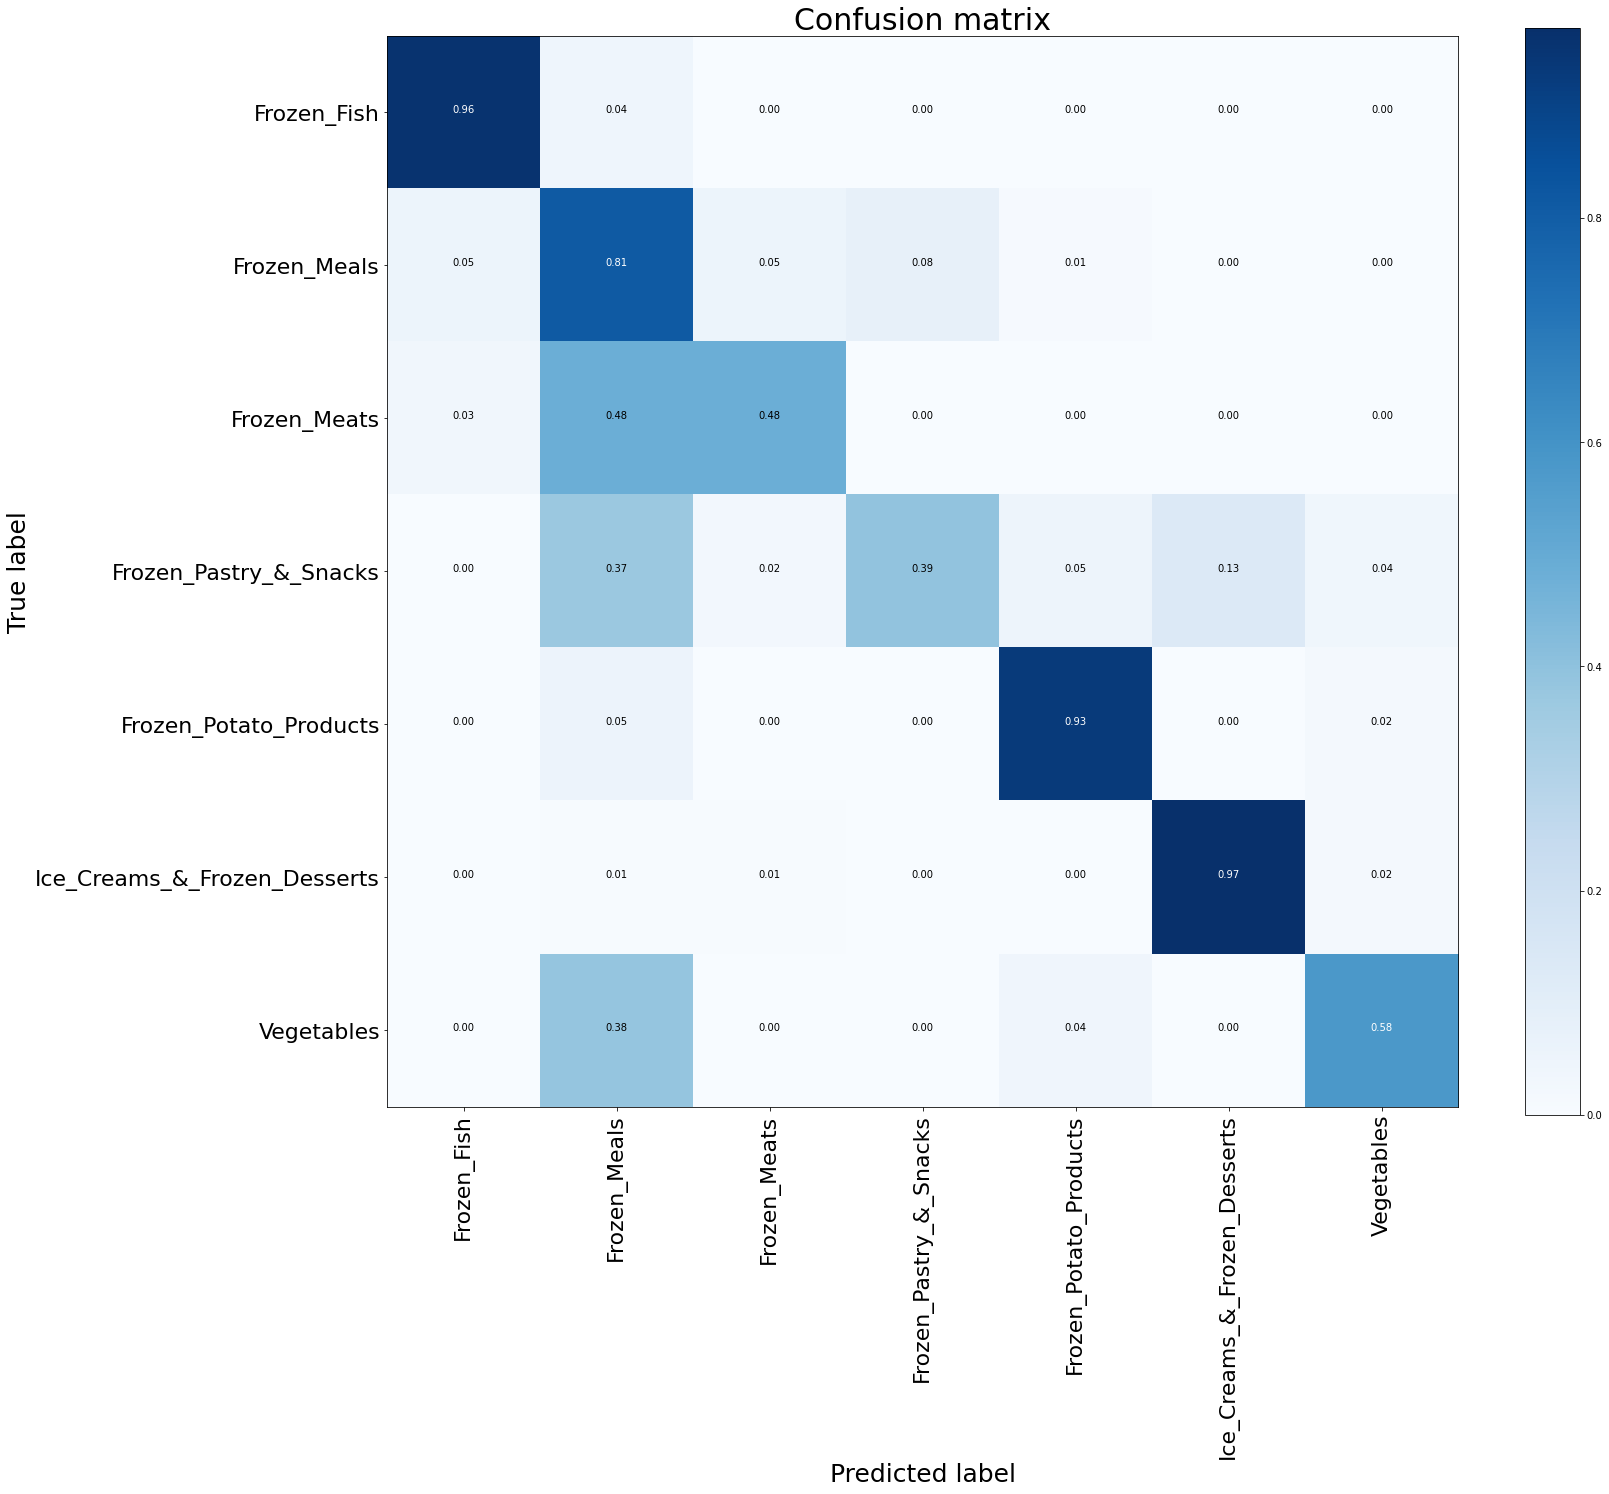 Confusion matrix
True label
Frozen_Fish
0.96 0.04 0.00 0.00 0.00 0.00 0.00
Frozen_Meals
0.05 0.81 0.05 0.08 0.01 0.00 0.00
Frozen_Meats
0.03 0.48 0.48 0.00 0.00 0.00 0.00
Frozen_Pastry_&_Snacks
0.00 0.37 0.02 0.39 0.05 0.13 0.04
Frozen_Potato_Products
0.00 0.05 0.00 0.00 0.93 0.00 0.02
Ice_Creams_&_Frozen_Desserts
0.00 0.01 0.01 0.00 0.00 0.97 0.02
Vegetables
0.00 0.38 0.00 0.00 0.04 0.00 0.58
Frozen_Fish
Frozen_Meals
Frozen_Meats
Frozen_Pastry_&_Snacks
Frozen_Potato_Products
Ice_Creams_&_Frozen_Desserts
Vegetables
Predicted label
0.8
0.6
0.4
0.2
0.0